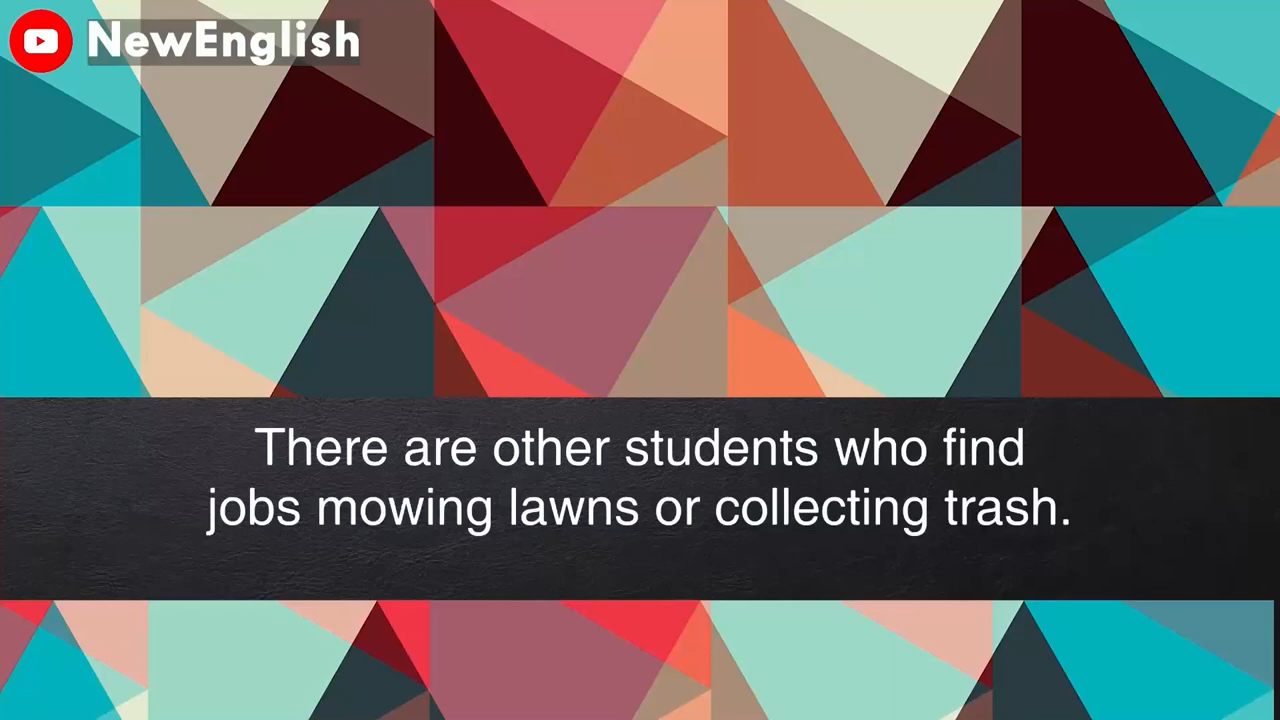 NewEnglish
There are other students who find
jobs mowing lawns or collecting trash.